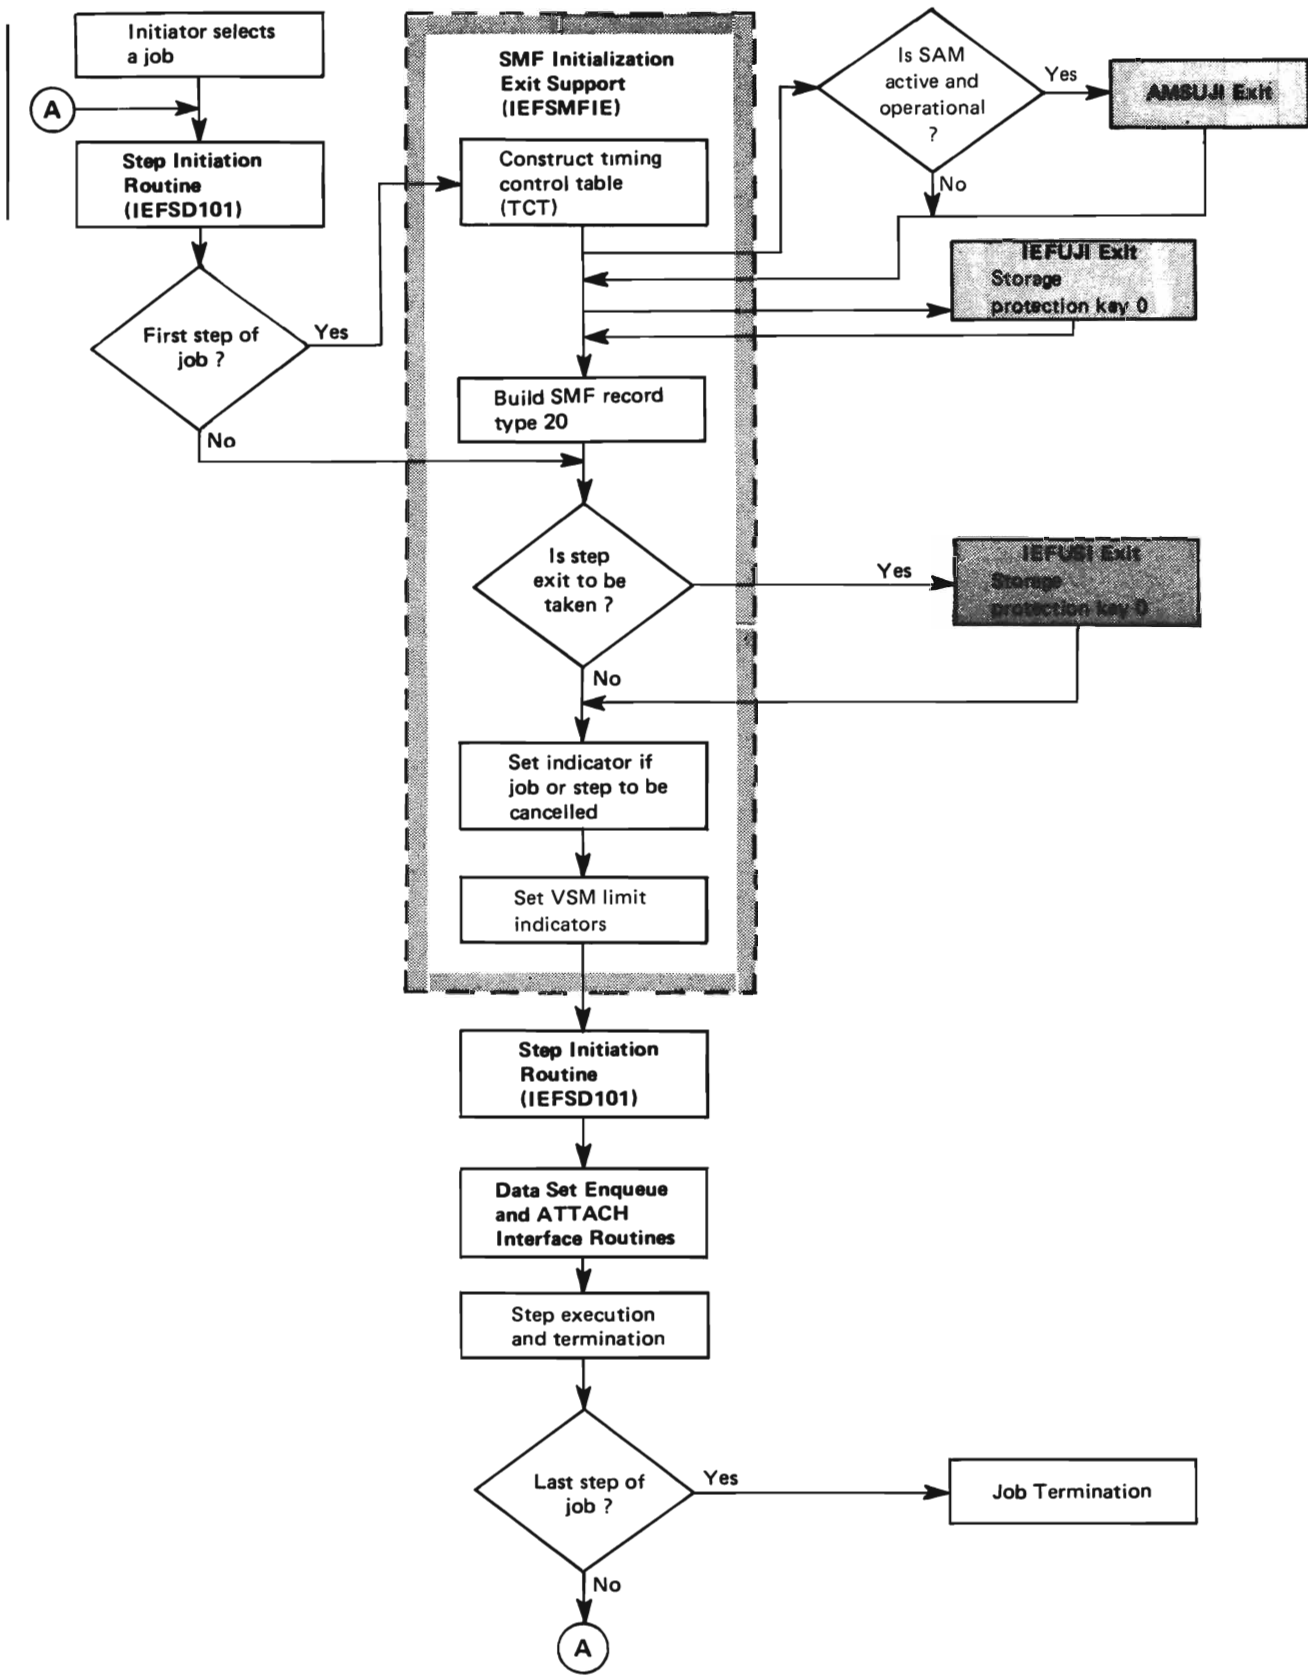 Initiator selects
a job
A
Step Initiation
Routine
(IEFSD101)
First step of
job ?
Yes
No
SMF Initialization
Exit Support
(IEFSMFIE)
Construct timing
control table
(TCT)
Is SAM
active and
operational
?
Yes
AMSUJI Exit
No
IEFUJI Exit
Storage
protection key 0
Build SMF record
type 20
Is step
exit to be
taken ?
Yes
IEFUSI Exit
Storage
protection key 0
No
Set indicator if
job or step to be
cancelled
Set VSM limit
indicators
Step Initiation
Routine
(IEFSD101)
Data Set Enqueue
and ATTACH
Interface Routines
Step execution
and termination
Last step of
job ?
Yes
Job Termination
No
A